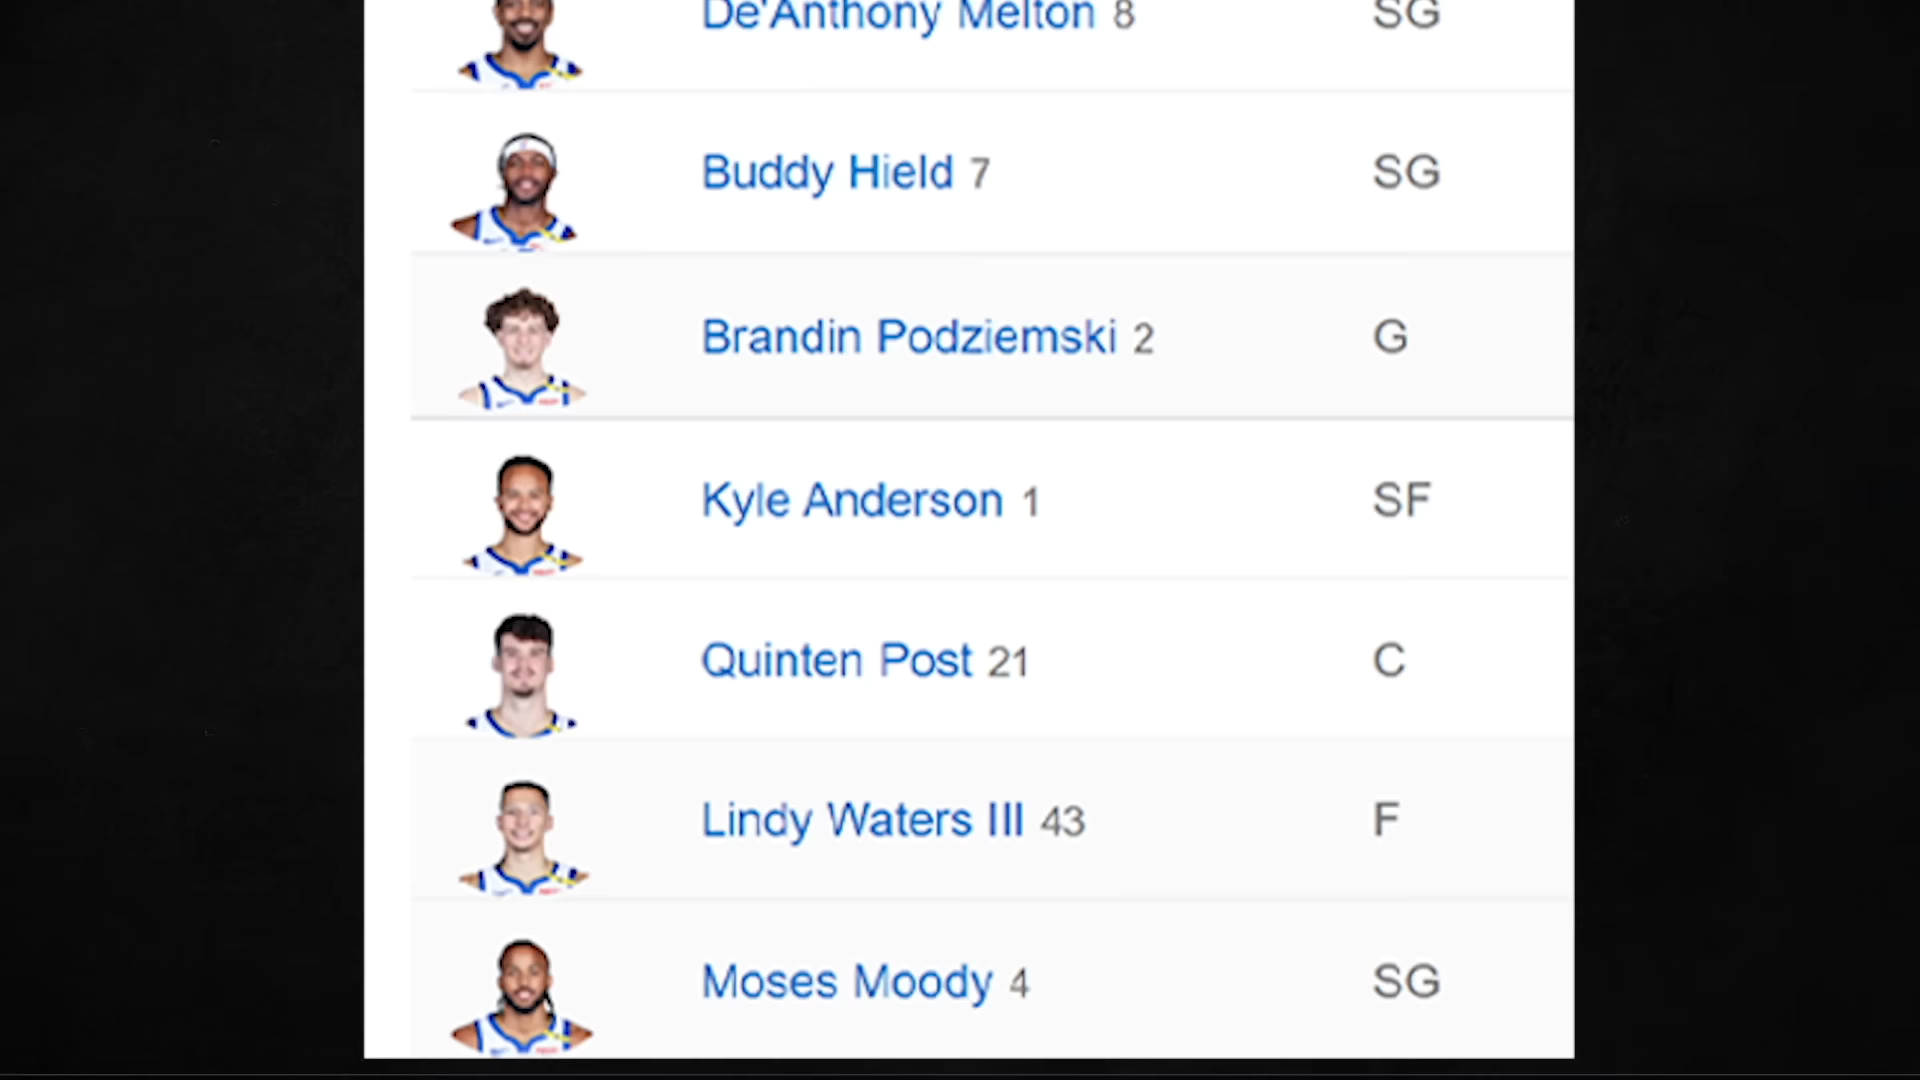 De'Anthony Melton 8 SG
Buddy Hield 7 SG
Brandin Podziemski 2 G
Kyle Anderson 1 SF
Quinten Post 21 C
Lindy Waters III 43 F
Moses Moody 4 SG